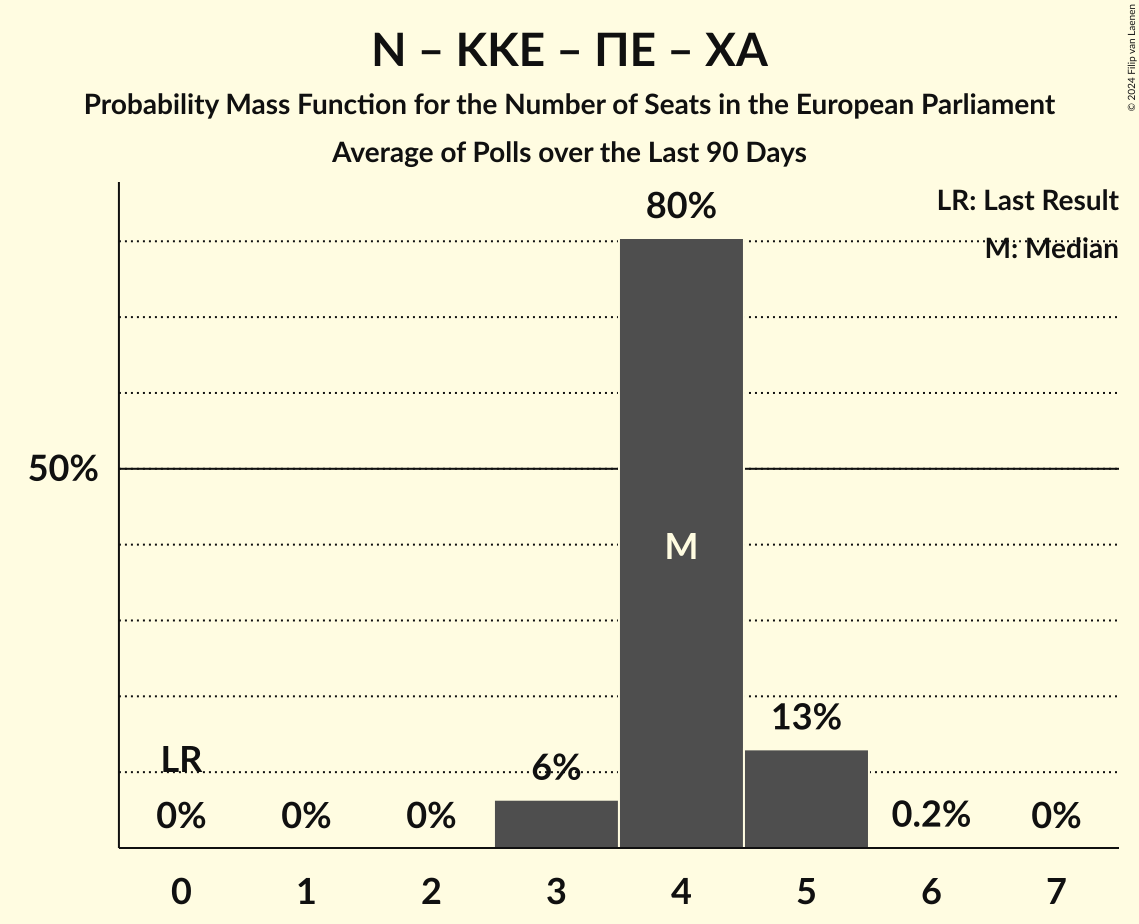 Ν – ΚΚΕ – ΠΕ – ΧΑ
Probability Mass Function for the Number of Seats in the European Parliament
Average of Polls over the Last 90 Days
© 2024 Filip van Laenen
LR: Last Result
M: Median
80%
50%
M
13%
LR
6%
0% 0% 0% 0.2% 0%
0 1 2 3 4 5 6 7